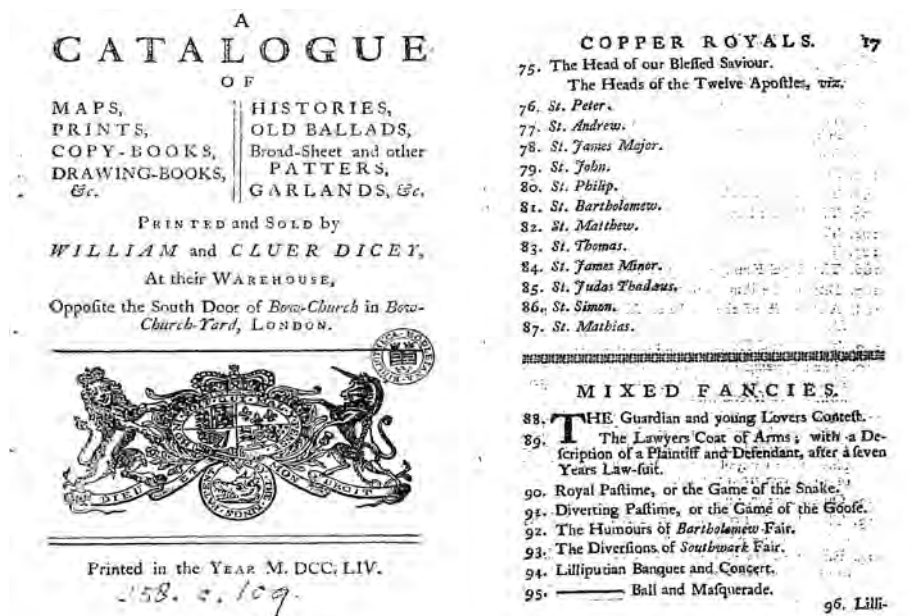 A
CATALOGUE
OF
MAPS,
PRINTS,
COPY-BOOKS,
DRAWING-BOOKS,
&c.
HISTORIES,
OLD BALLADS,
Broad-Sheet and other
PATTERS,
GARLANDS, &c.
PRINTED and SOLD by
WILLIAM and CLUER DICEY,
At their WAREHOUSE,
Oppoſite the South Door of Bow-Church in Bow-
Church-Yard, LONDON.
DIEU ET MON DROIT
Printed in the YEAR M. DCC. LIV.
258. c. 109.
COPPER ROYALS. 17
75. The Head of our Bleſſed Saviour.
The Heads of the Twelve Apoſtles, viz.
76. St. Peter.
77. St. Andrew.
78. St. James Major.
79. St. John.
80. St. Philip.
81. St. Bartholomew.
82. St. Matthew.
83. St. Thomas.
84. St. James Minor.
85. St. Judas Thadæus.
86. St. Simon.
87. St. Mathias.
MIXED FANCIES.
88. THE Guardian and young Lovers Conteſt.
89. The Lawyers Coat of Arms; with a De-
ſcription of a Plaintiff and Defendant, after a ſeven
Years Law-ſuit.
90. Royal Paſtime, or the Game of the Snake.
91. Diverting Paſtime, or the Game of the Gooſe.
92. The Humours of Bartholomew Fair.
93. The Diverſions of Southwark Fair.
94. Lilliputian Banquet and Concert.
95. ——— Ball and Maſquerade.
96. Lilli-